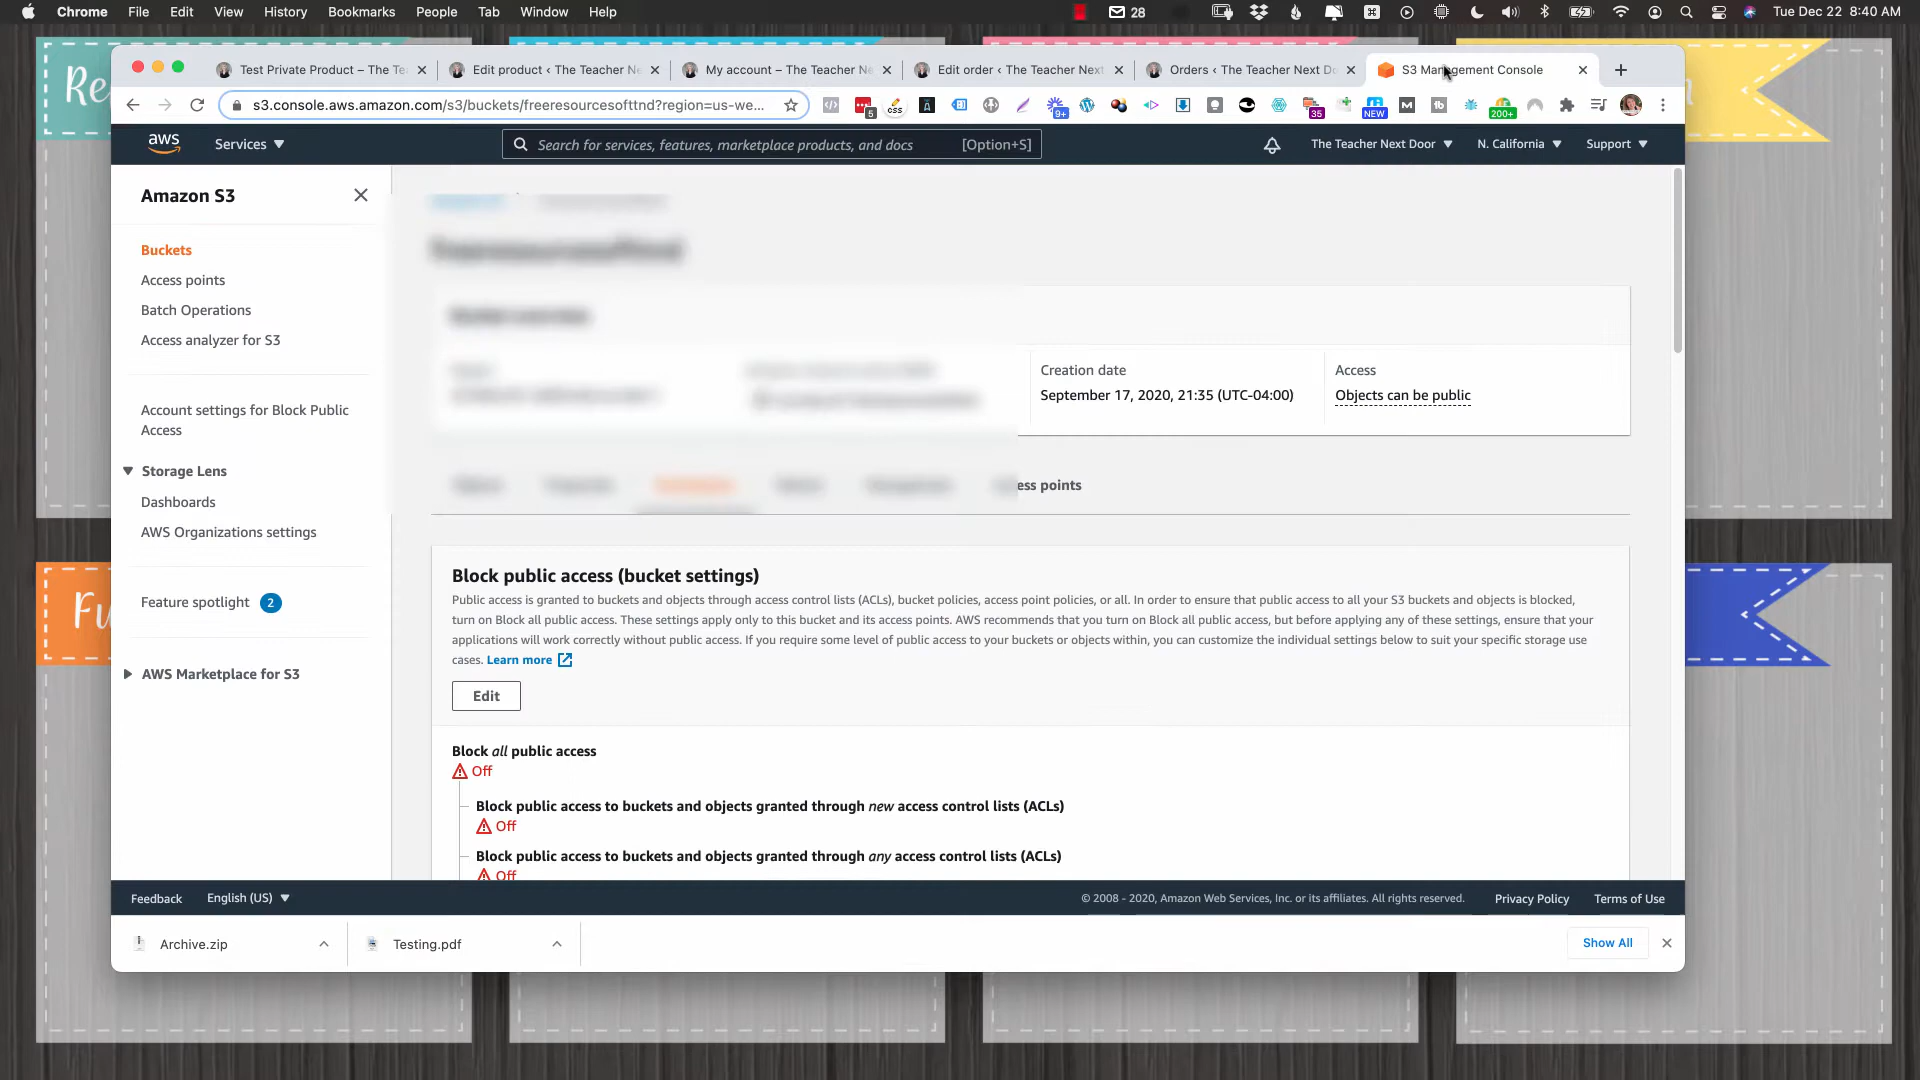 Chrome File Edit View History Bookmarks People Tab Window Help
28
Tue Dec 22 8:40 AM
Test Private Product – The Te
Edit product ‹ The Teacher Ne
My account – The Teacher Ne
Edit order ‹ The Teacher Next
Orders ‹ The Teacher Next Do
S3 Management Console
s3.console.aws.amazon.com/s3/buckets/freeresourcesofttnd?region=us-we...
5
css
9+
35
NEW
200+
aws
Services
Search for services, features, marketplace products, and docs [Option+S]
The Teacher Next Door
N. California
Support
Amazon S3
Buckets
Access points
Batch Operations
Access analyzer for S3
Account settings for Block Public
Access
Storage Lens
Dashboards
AWS Organizations settings
Feature spotlight 2
AWS Marketplace for S3
Creation date
September 17, 2020, 21:35 (UTC-04:00)
Access
Objects can be public
ess points
Block public access (bucket settings)
Public access is granted to buckets and objects through access control lists (ACLs), bucket policies, access point policies, or all. In order to ensure that public access to all your S3 buckets and objects is blocked,
turn on Block all public access. These settings apply only to this bucket and its access points. AWS recommends that you turn on Block all public access, but before applying any of these settings, ensure that your
applications will work correctly without public access. If you require some level of public access to your buckets or objects within, you can customize the individual settings below to suit your specific storage use
cases. Learn more
Edit
Block all public access
Off
Block public access to buckets and objects granted through new access control lists (ACLs)
Off
Block public access to buckets and objects granted through any access control lists (ACLs)
Off
Feedback
English (US)
© 2008 - 2020, Amazon Web Services, Inc. or its affiliates. All rights reserved.
Privacy Policy
Terms of Use
Archive.zip
Testing.pdf
Show All